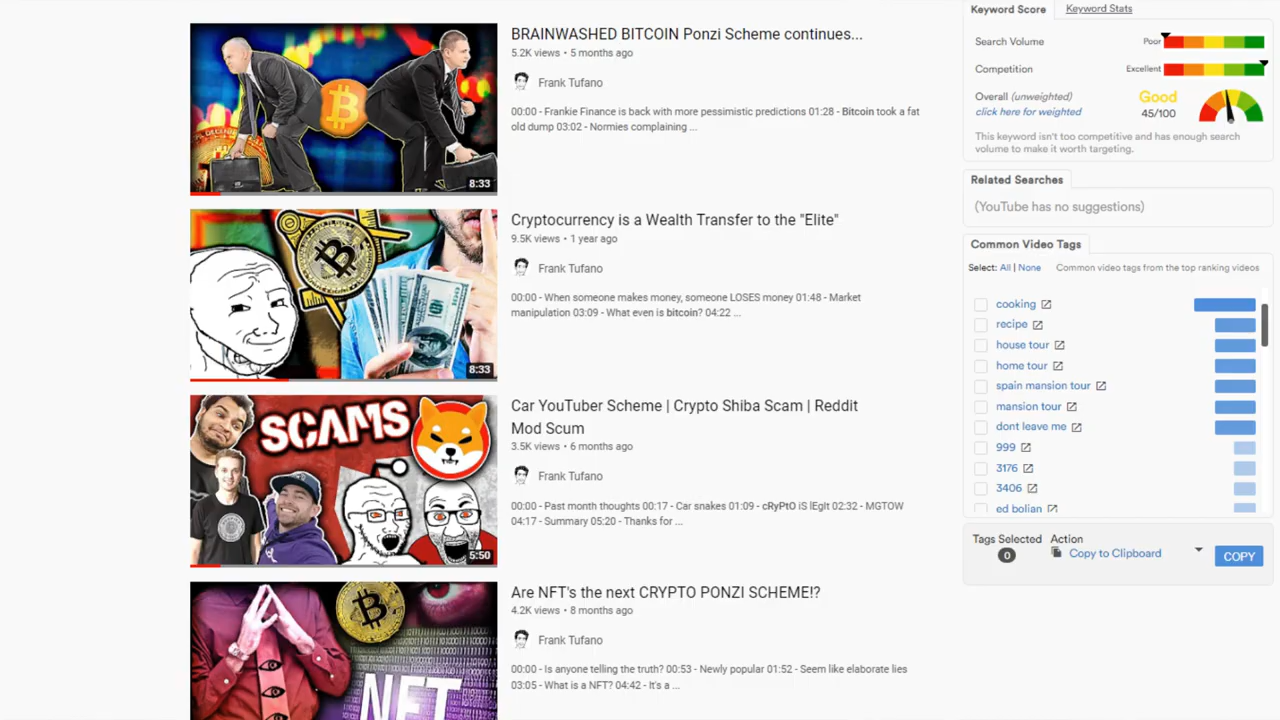 BRAINWASHED BITCOIN Ponzi Scheme continues...
5.2K views • 5 months ago
Frank Tufano
00:00 - Frankie Finance is back with more pessimistic predictions 01:28 - Bitcoin took a fat
old dump 03:02 - Normies complaining ...
8:33
Cryptocurrency is a Wealth Transfer to the "Elite"
9.5K views • 1 year ago
Frank Tufano
00:00 - When someone makes money, someone LOSES money 01:48 - Market
manipulation 03:09 - What even is bitcoin? 04:22 ...
8:33
SCAMS
5:50
Car YouTuber Scheme | Crypto Shiba Scam | Reddit
Mod Scum
3.5K views • 6 months ago
Frank Tufano
00:00 - Past month thoughts 00:17 - Car snakes 01:09 - cRyPtO iS lEgIt 02:32 - MGTOW
04:17 - Summary 05:20 - Thanks for ...
NFT
Are NFT's the next CRYPTO PONZI SCHEME!?
4.2K views • 8 months ago
Frank Tufano
00:00 - Is anyone telling the truth? 00:53 - Newly popular 01:52 - Seem like elaborate lies
03:05 - What is a NFT? 04:42 - It's a ...
Keyword Score
Keyword Stats
Search Volume Poor
Competition Excellent
Overall (unweighted) Good
click here for weighted 45/100
This keyword isn't too competitive and has enough search
volume to make it worth targeting.
Related Searches
(YouTube has no suggestions)
Common Video Tags
Select: All | None Common video tags from the top ranking videos
cooking
recipe
house tour
home tour
spain mansion tour
mansion tour
dont leave me
999
3176
3406
ed bolian
Tags Selected Action
0 Copy to Clipboard COPY